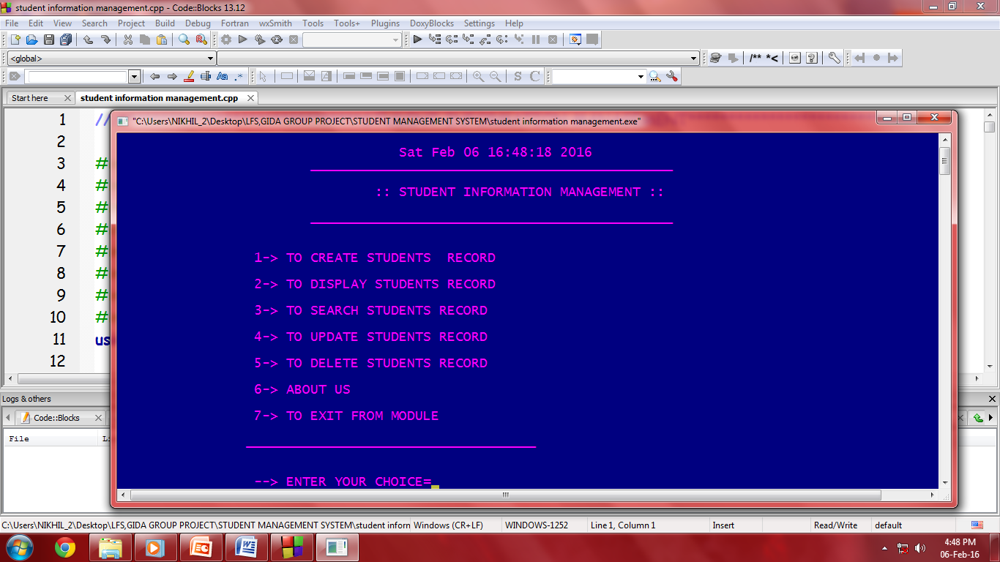 student information management.cpp - Code::Blocks 13.12
File Edit View Search Project Build Debug Fortran wxSmith Tools Tools+ Plugins DoxyBlocks Settings Help
<global>
/** *<
Aa .*
S C
Start here student information management.cpp
"C:\Users\NIKHIL_2\Desktop\LFS,GIDA GROUP PROJECT\STUDENT MANAGEMENT SYSTEM\student information management.exe"
1 //
2
3 #
4 #
5 #
6 #
7 #
8 #
9 #
10 #
11 us
12
Sat Feb 06 16:48:18 2016
:: STUDENT INFORMATION MANAGEMENT ::
1-> TO CREATE STUDENTS  RECORD
2-> TO DISPLAY STUDENTS RECORD
3-> TO SEARCH STUDENTS RECORD
4-> TO UPDATE STUDENTS RECORD
5-> TO DELETE STUDENTS RECORD
6-> ABOUT US
7-> TO EXIT FROM MODULE
--> ENTER YOUR CHOICE=_
Logs & others
Code::Blocks
File
C:\Users\NIKHIL_2\Desktop\LFS,GIDA GROUP PROJECT\STUDENT MANAGEMENT SYSTEM\student inform Windows (CR+LF) WINDOWS-1252 Line 1, Column 1 Insert Read/Write default
4:48 PM
06-Feb-16